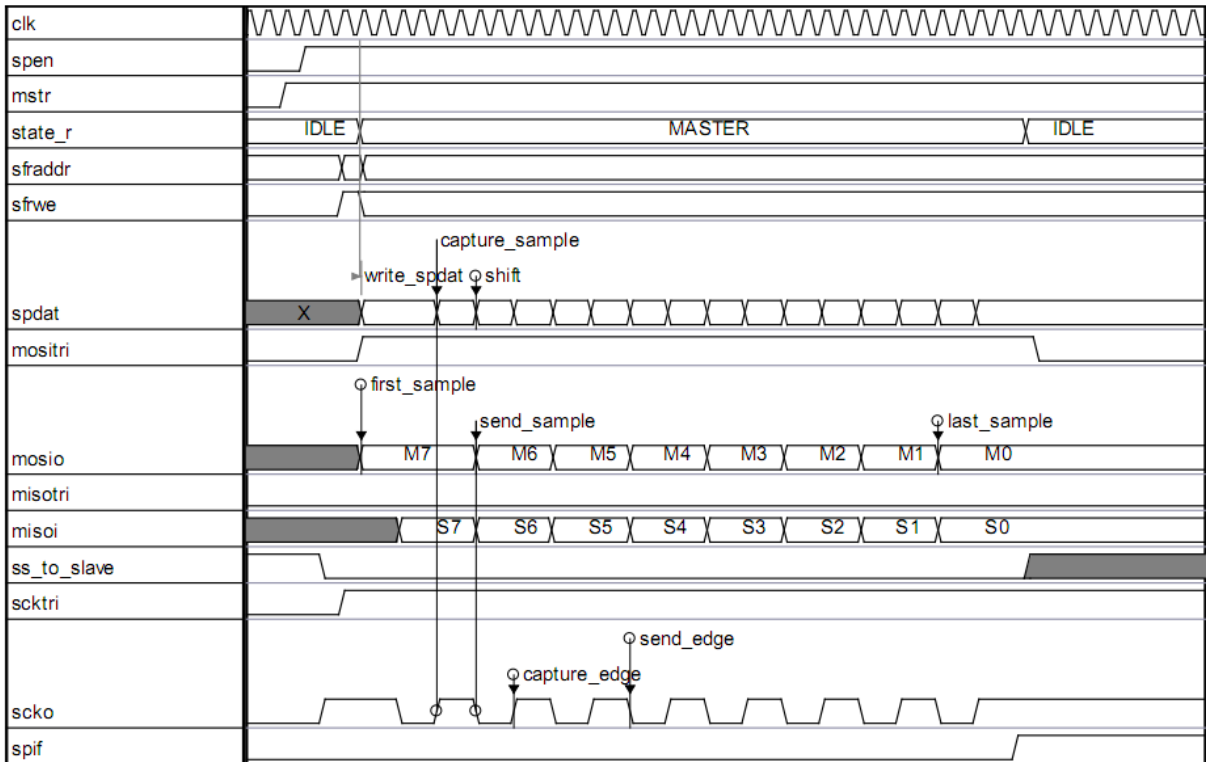 clk
spen
mstr
state_r IDLE MASTER IDLE
sfraddr
sfrwe
capture_sample
write_spdat shift
spdat X
mositri
first_sample
send_sample last_sample
mosio M7 M6 M5 M4 M3 M2 M1 M0
misotri
misoi S7 S6 S5 S4 S3 S2 S1 S0
ss_to_slave
scktri
send_edge
capture_edge
scko
spif